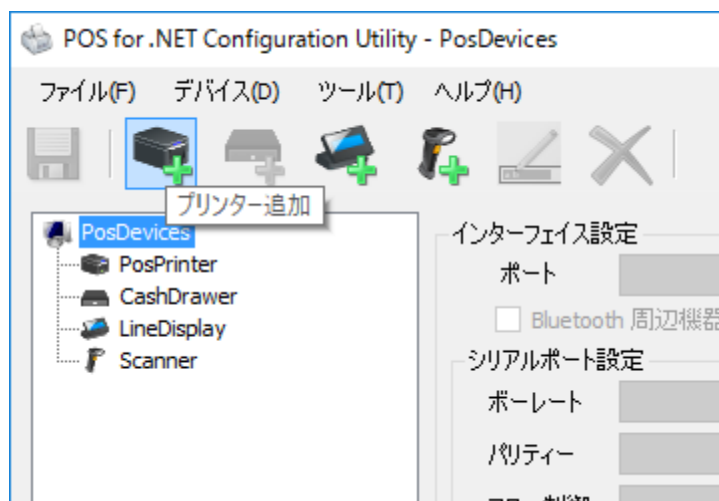 POS for .NET Configuration Utility - PosDevices
ファイル(F) デバイス(D) ツール(T) ヘルプ(H)
プリンター追加
PosDevices
PosPrinter
CashDrawer
LineDisplay
Scanner
インターフェイス設定
ポート
Bluetooth 周辺機器
シリアルポート設定
ボーレート
パリティー